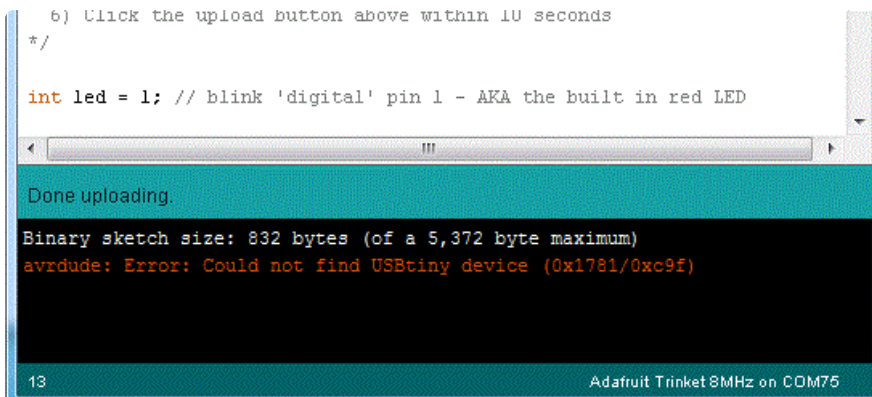 6) Click the upload button above within 10 seconds
*/
int led = 1; // blink 'digital' pin 1 - AKA the built in red LED
Done uploading.
Binary sketch size: 832 bytes (of a 5,372 byte maximum)
avrdude: Error: Could not find USBtiny device (0x1781/0xc9f)
13
Adafruit Trinket 8MHz on COM75